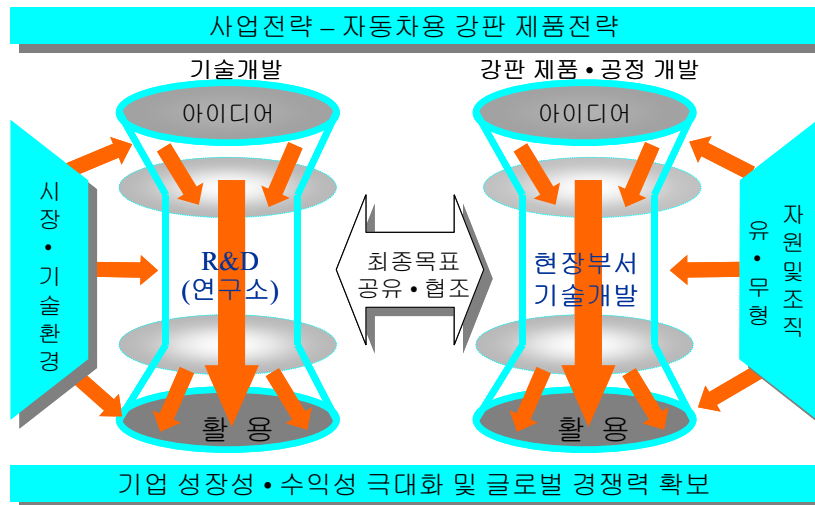 사업전략 – 자동차용 강판 제품전략
기술개발
강판 제품 • 공정 개발
아이디어
아이디어
시장 • 기술환경
R&D
(연구소)
최종목표
공유 • 협조
현장부서
기술개발
유 • 무형
자원및조직
활 용
활 용
기업 성장성 • 수익성 극대화 및 글로벌 경쟁력 확보